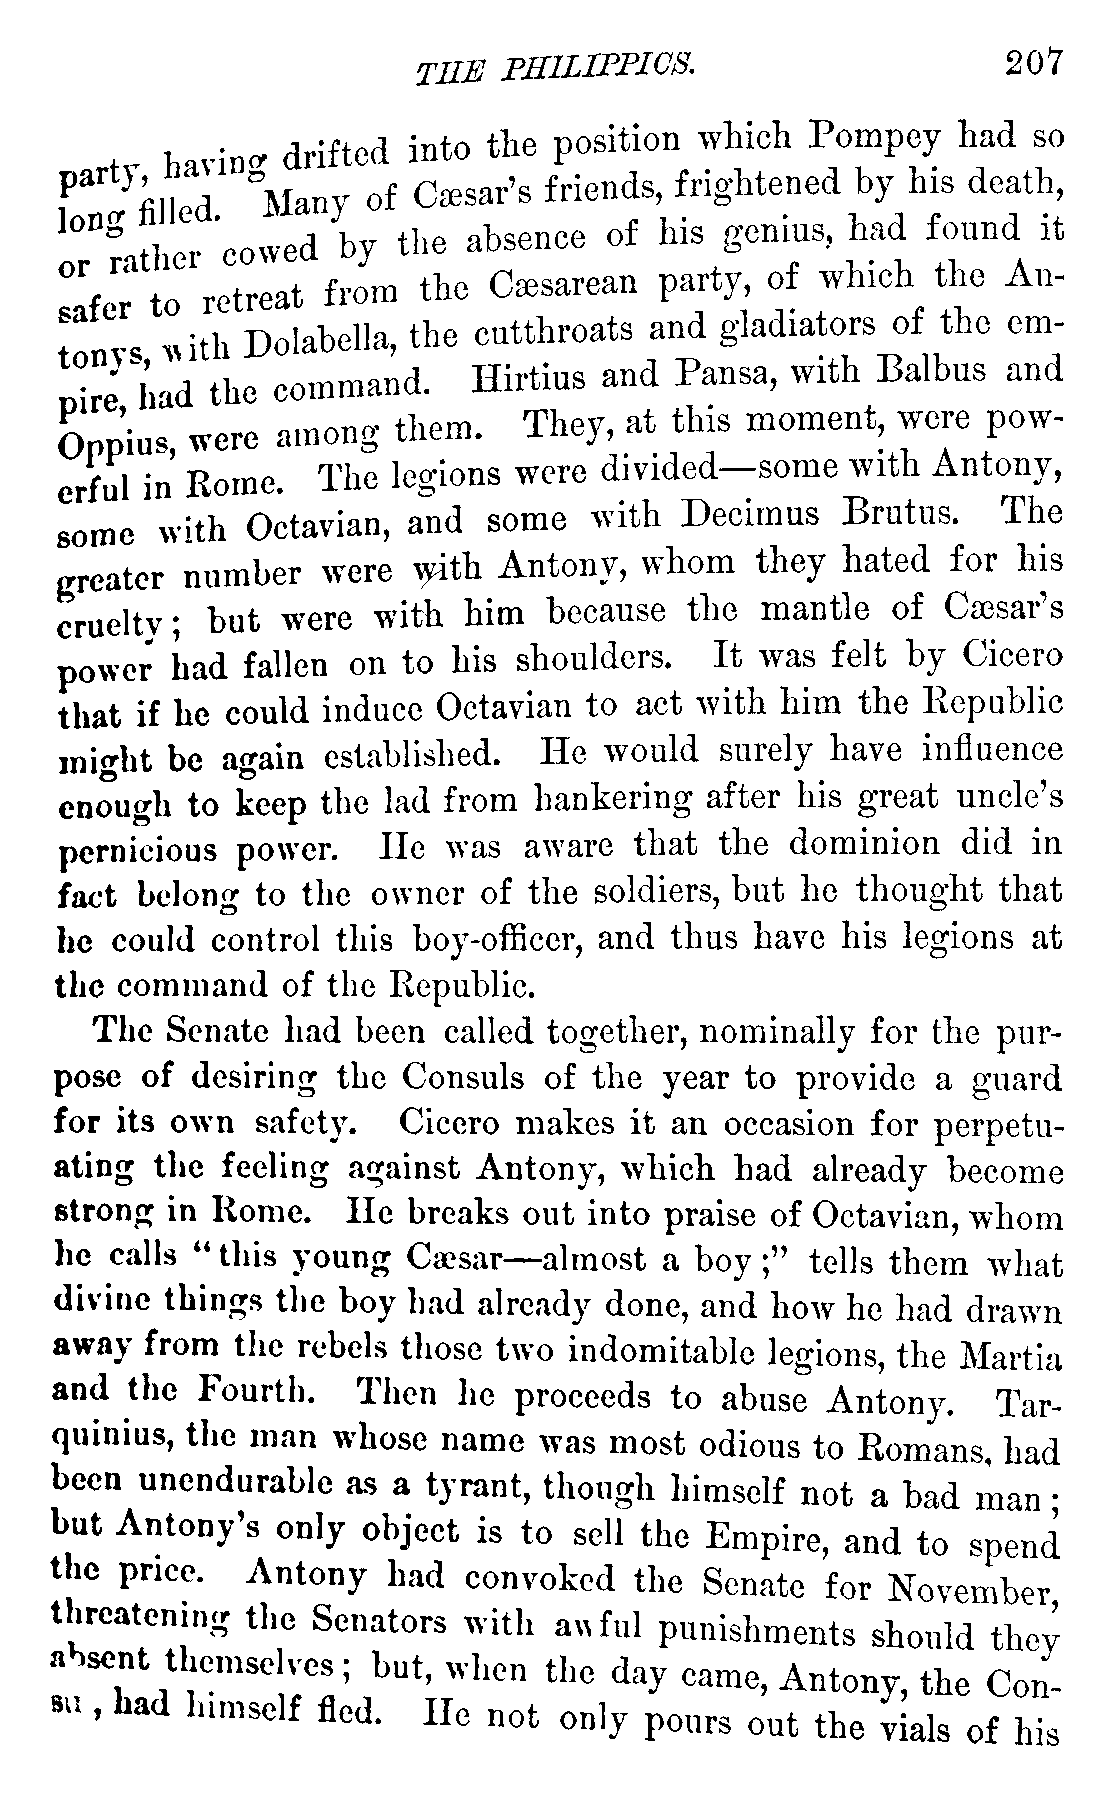 THE PHILIPPICS. 207
party, having drifted into the position which Pompey had so
long filled. Many of Cæsar's friends, frightened by his death,
or rather cowed by the absence of his genius, had found it
safer to retreat from the Cæsarean party, of which the An-
tonys, with Dolabella, the cutthroats and gladiators of the em-
pire, had the command. Hirtius and Pansa, with Balbus and
Oppius, were among them. They, at this moment, were pow-
erful in Rome. The legions were divided—some with Antony,
some with Octavian, and some with Decimus Brutus. The
greater number were with Antony, whom they hated for his
cruelty; but were with him because the mantle of Cæsar's
power had fallen on to his shoulders. It was felt by Cicero
that if he could induce Octavian to act with him the Republic
might be again established. He would surely have influence
enough to keep the lad from hankering after his great uncle's
pernicious power. He was aware that the dominion did in
fact belong to the owner of the soldiers, but he thought that
he could control this boy-officer, and thus have his legions at
the command of the Republic.
The Senate had been called together, nominally for the pur-
pose of desiring the Consuls of the year to provide a guard
for its own safety. Cicero makes it an occasion for perpetu-
ating the feeling against Antony, which had already become
strong in Rome. He breaks out into praise of Octavian, whom
he calls "this young Cæsar—almost a boy;" tells them what
divine things the boy had already done, and how he had drawn
away from the rebels those two indomitable legions, the Martia
and the Fourth. Then he proceeds to abuse Antony. Tar-
quinius, the man whose name was most odious to Romans, had
been unendurable as a tyrant, though himself not a bad man;
but Antony's only object is to sell the Empire, and to spend
the price. Antony had convoked the Senate for November,
threatening the Senators with awful punishments should they
absent themselves; but, when the day came, Antony, the Con-
su , had himself fled. He not only pours out the vials of his